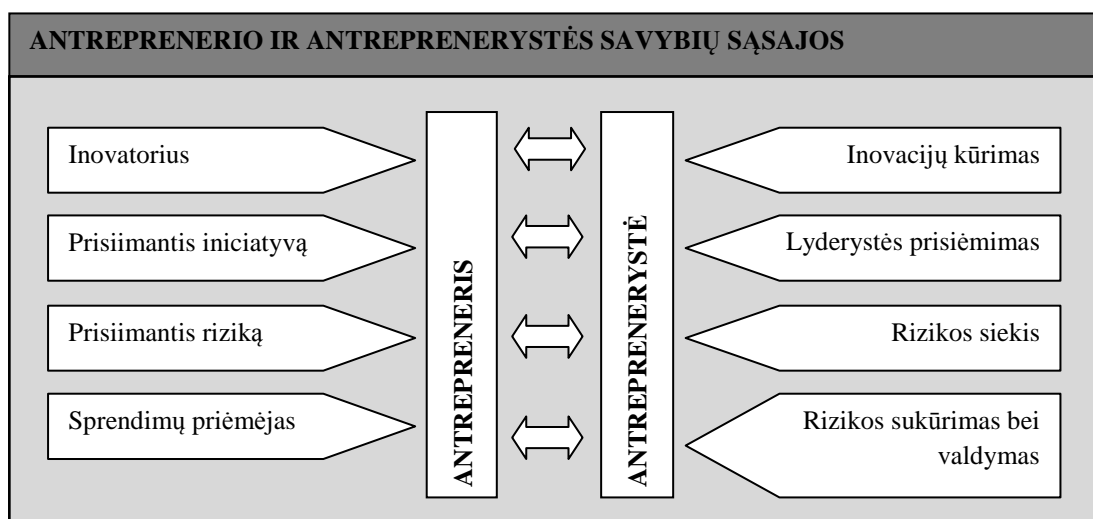 ANTREPRENERIO IR ANTREPRENERYSTĖS SAVYBIŲ SĄSAJOS
Inovatorius
Prisiimantis iniciatyvą
Prisiimantis riziką
Sprendimų priėmėjas
ANTREPRENERIS
ANTREPRENERYSTĖ
Inovacijų kūrimas
Lyderystės prisiėmimas
Rizikos siekis
Rizikos sukūrimas bei
valdymas